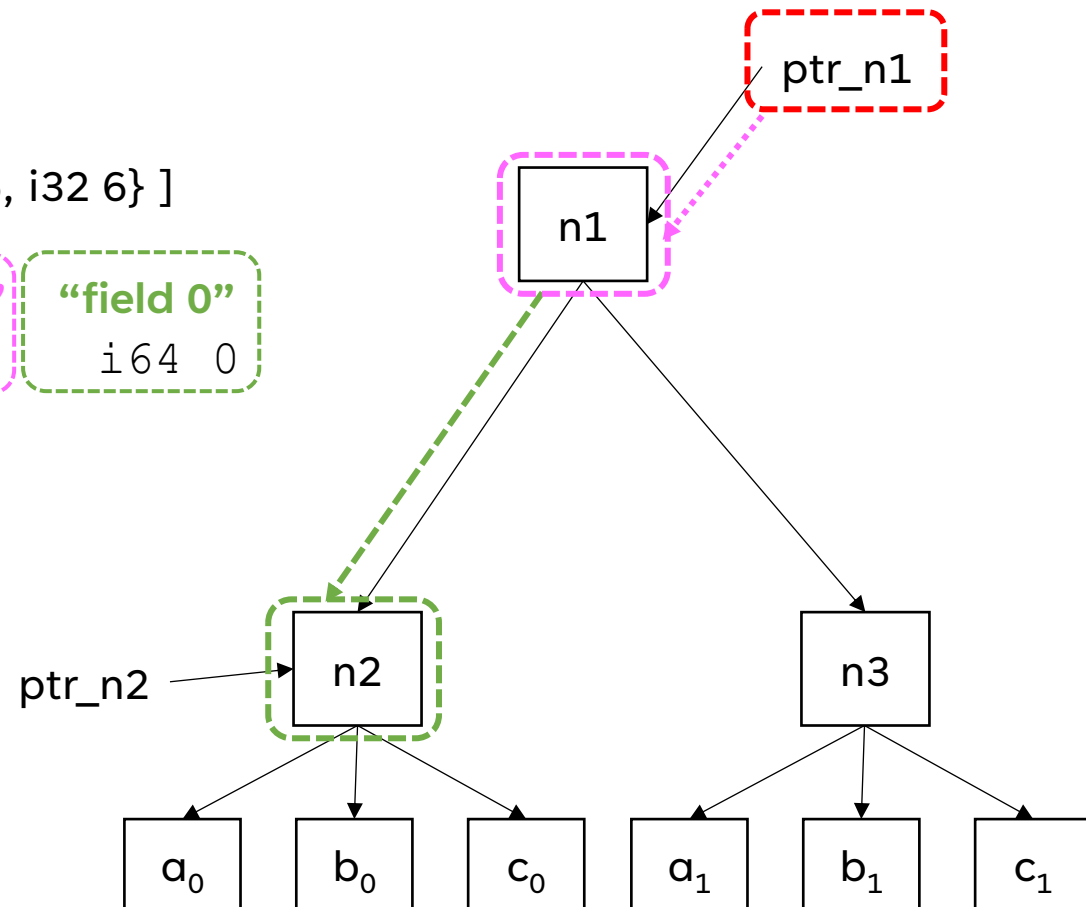 ptr_n1
, i32 6} ]
n1
”
“field 0”
i64 0
n2
n3
ptr_n2
a₀
b₀
c₀
a₁
b₁
c₁